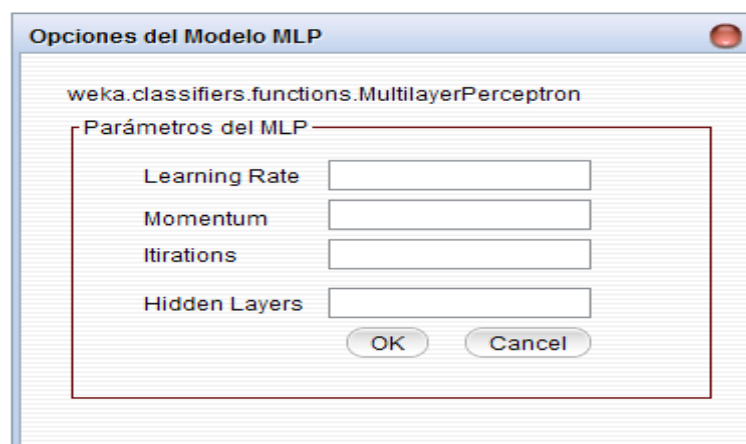 Opciones del Modelo MLP
weka.classifiers.functions.MultilayerPerceptron
Parámetros del MLP
Learning Rate
Momentum
Itirations
Hidden Layers
OK Cancel